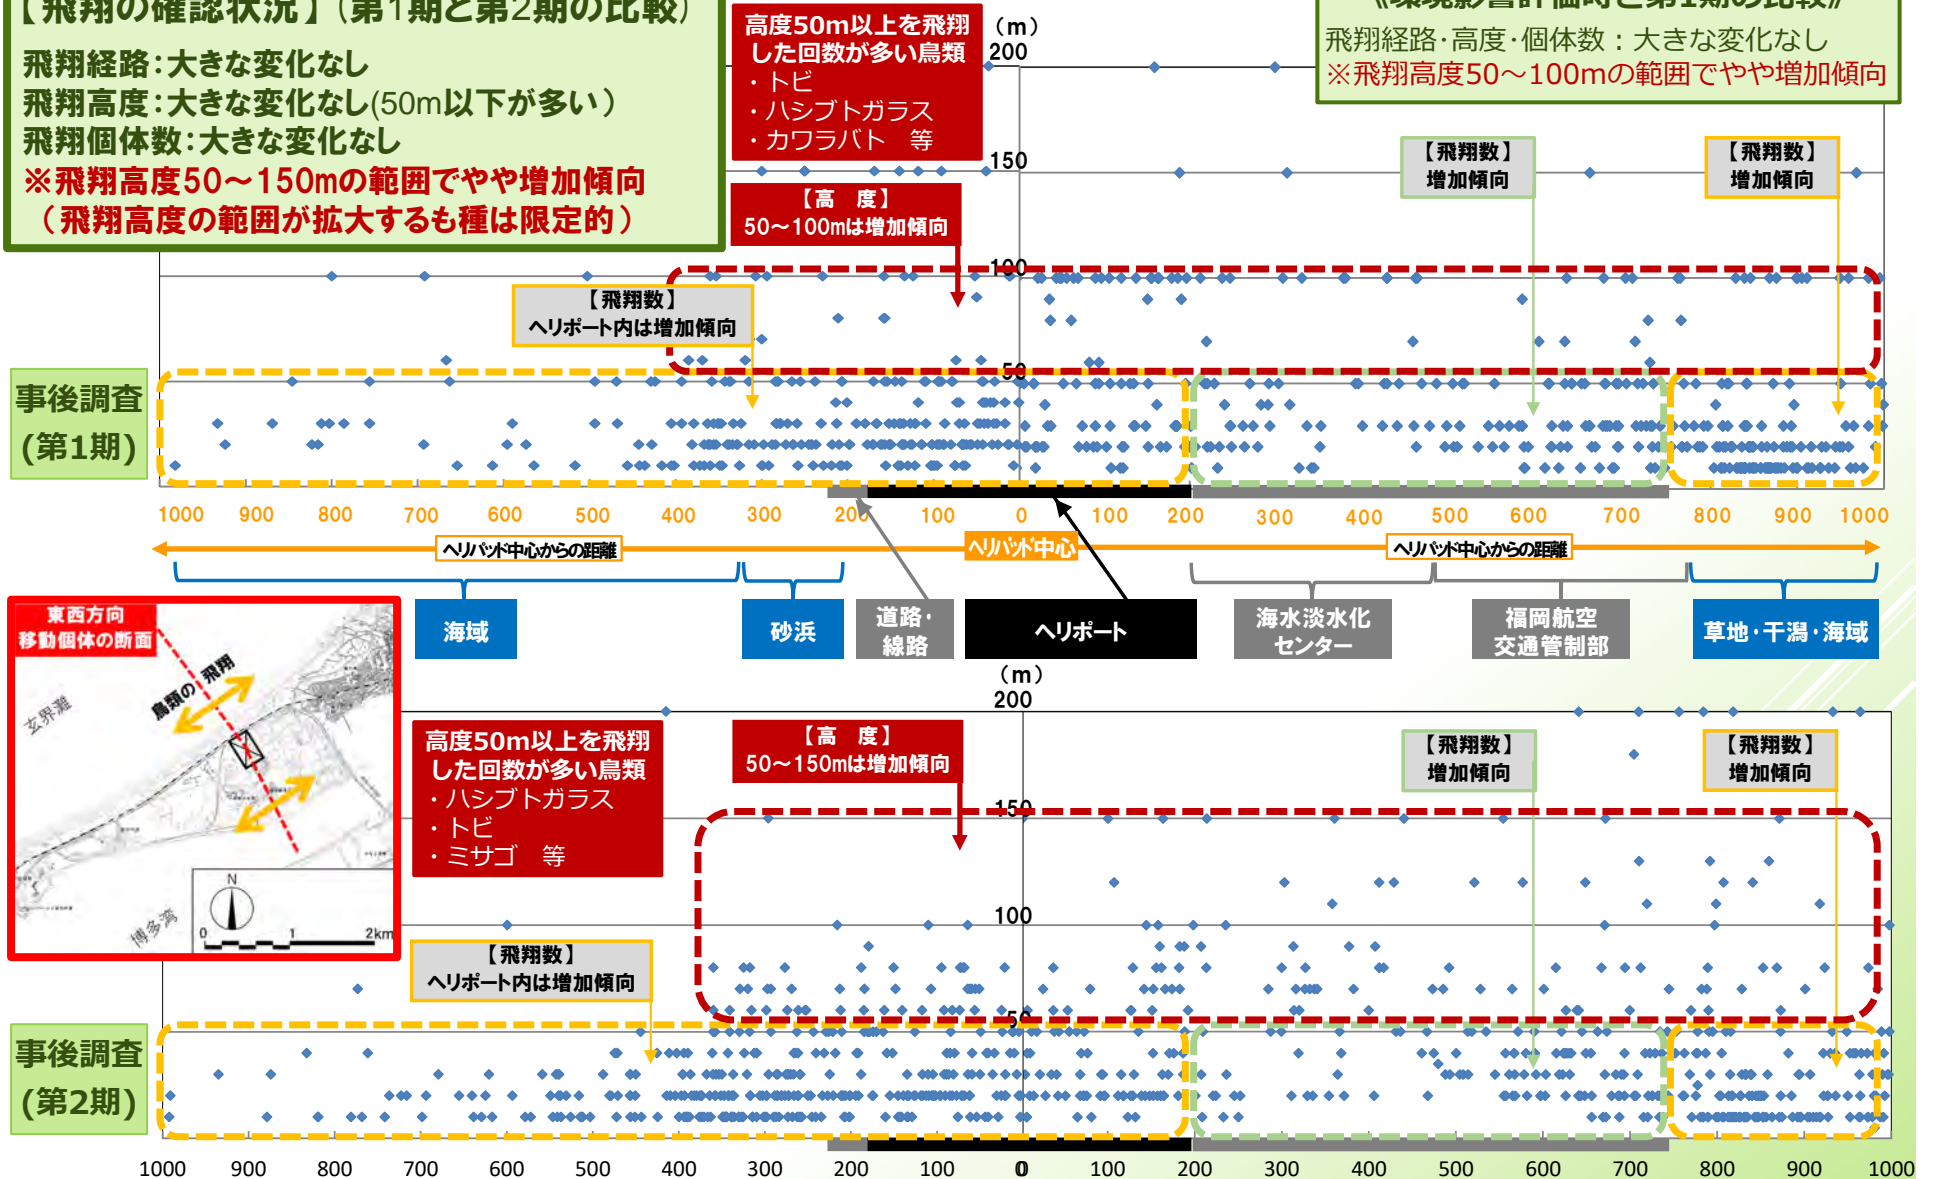 【飛翔の確認状況】(第1期と第2期の比較)
飛翔経路:大きな変化なし
飛翔高度:大きな変化なし(50m以下が多い)
飛翔個体数:大きな変化なし
※飛翔高度50～150mの範囲でやや増加傾向
(飛翔高度の範囲が拡大するも種は限定的)
高度50m以上を飛翔
した回数が多い鳥類
・トビ
・ハシブトガラス
・カワラバト 等
《環境影響評価時と第1期の比較》
飛翔経路･高度･個体数：大きな変化なし
※飛翔高度50～100mの範囲でやや増加傾向
(m)
200
150
100
50
【高 度】
50～100mは増加傾向
【飛翔数】
増加傾向
【飛翔数】
増加傾向
【飛翔数】
ヘリポート内は増加傾向
事後調査
(第1期)
1000 900 800 700 600 500 400 300 200 100 0 100 200 300 400 500 600 700 800 900 1000
ヘリパッド中心からの距離
ヘリパッド中心
ヘリパッド中心からの距離
海域
砂浜
道路･
線路
ヘリポート
海水淡水化
センター
福岡航空
交通管制部
草地･干潟･海域
東西方向
移動個体の断面
鳥類の 飛翔
玄界灘
博多湾
N
0 1 2km
(m)
200
150
100
50
高度50m以上を飛翔
した回数が多い鳥類
・ハシブトガラス
・トビ
・ミサゴ 等
【高 度】
50～150mは増加傾向
【飛翔数】
増加傾向
【飛翔数】
増加傾向
【飛翔数】
ヘリポート内は増加傾向
事後調査
(第2期)
1000 900 800 700 600 500 400 300 200 100 0 100 200 300 400 500 600 700 800 900 1000